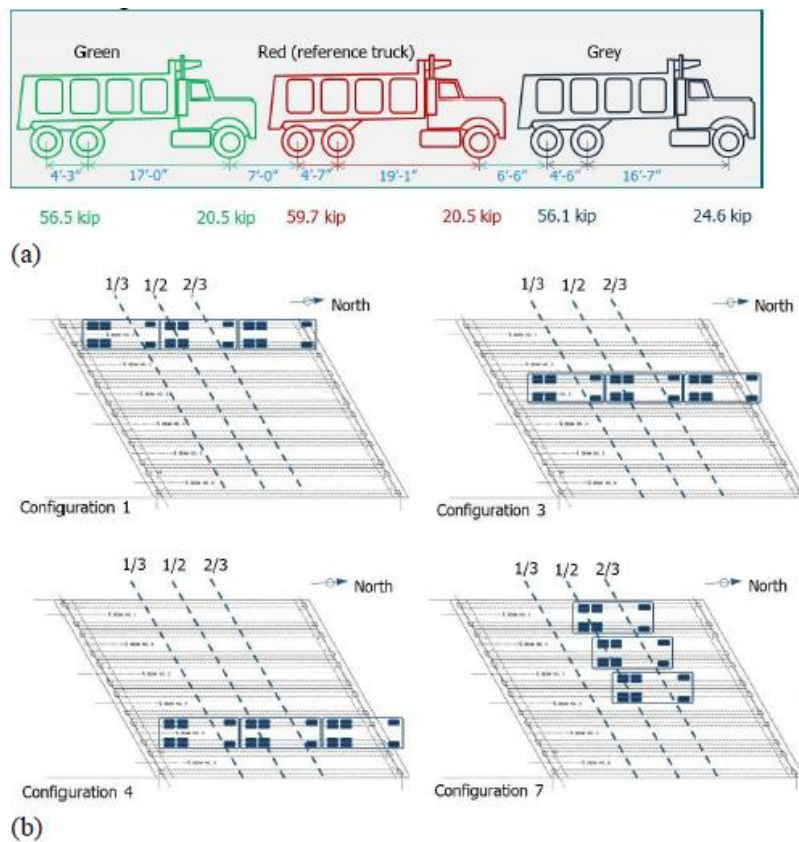 Green Red (reference truck) Grey
4'-3" 17'-0" 7'-0" 4'-7" 19'-1" 6'-6" 4'-6" 16'-7"
56.5 kip 20.5 kip 59.7 kip 20.5 kip 56.1 kip 24.6 kip
(a)
1/3 1/2 2/3
North
Configuration 1
1/3 1/2 2/3
North
Configuration 3
1/3 1/2 2/3
North
Configuration 4
1/3 1/2 2/3
North
Configuration 7
(b)